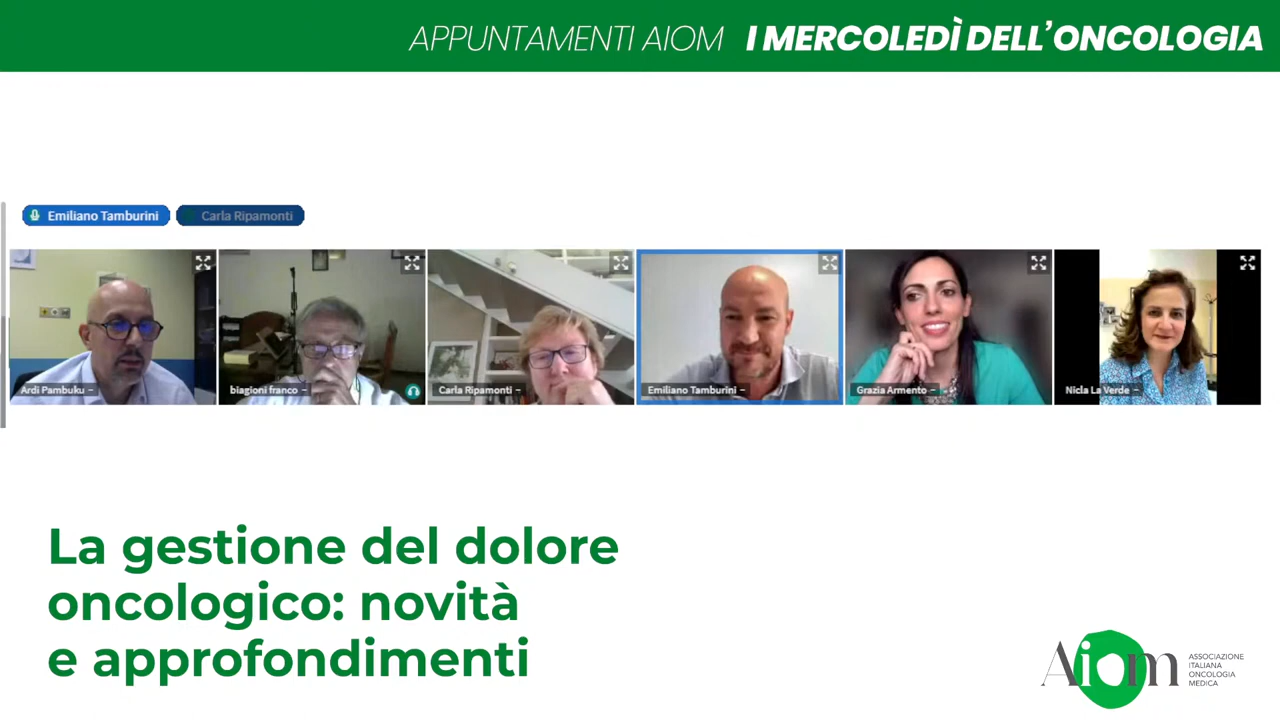 APPUNTAMENTI AIOM I MERCOLEDÌ DELL'ONCOLOGIA
Emiliano Tamburini
Carla Ripamonti
Ardi Pambuku –
biagioni franco –
Carla Ripamonti –
Emiliano Tamburini –
Grazia Armento –
Nicla La Verde –
La gestione del dolore
oncologico: novità
e approfondimenti
Aiom
ASSOCIAZIONE
ITALIANA
ONCOLOGIA
MEDICA